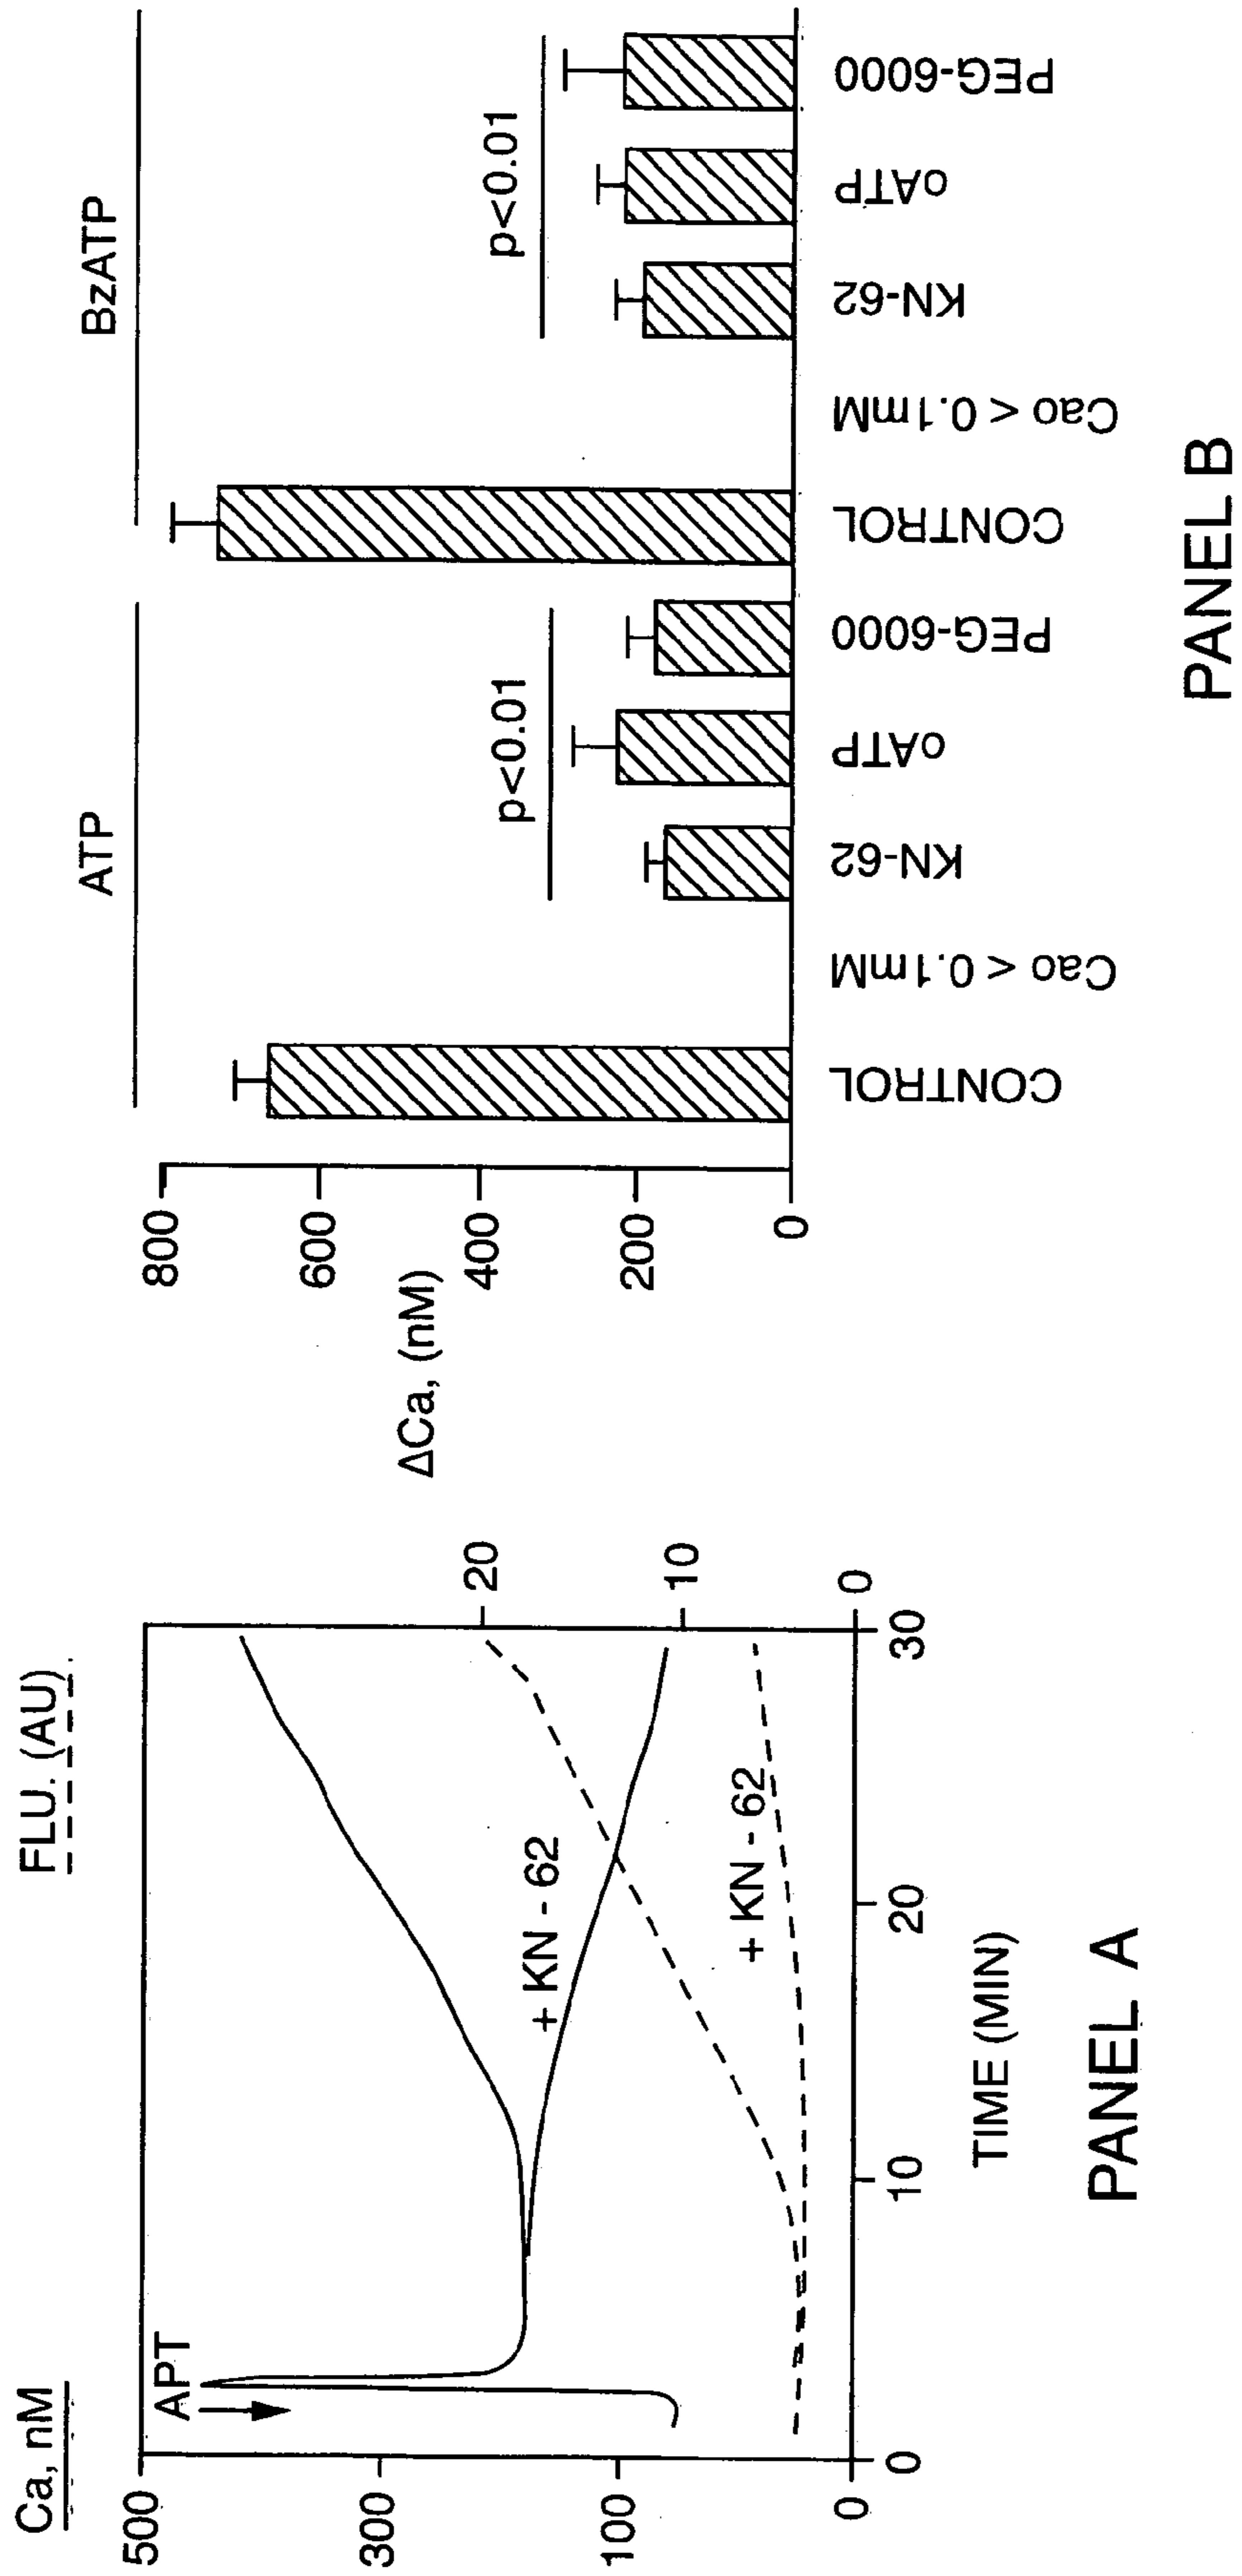 Ca, nM
FLU. (AU)
APT
500
300
100
0
20
10
0
+ KN - 62
+ KN - 62
0
10
20
30
TIME (MIN)
PANEL A
ATP
BzATP
ΔCa, (nM)
800
600
400
200
0
p<0.01
p<0.01
CONTROL
Cao < 0.1mM
KN-62
oATP
PEG-6000
CONTROL
Cao < 0.1mM
KN-62
oATP
PEG-6000
PANEL B